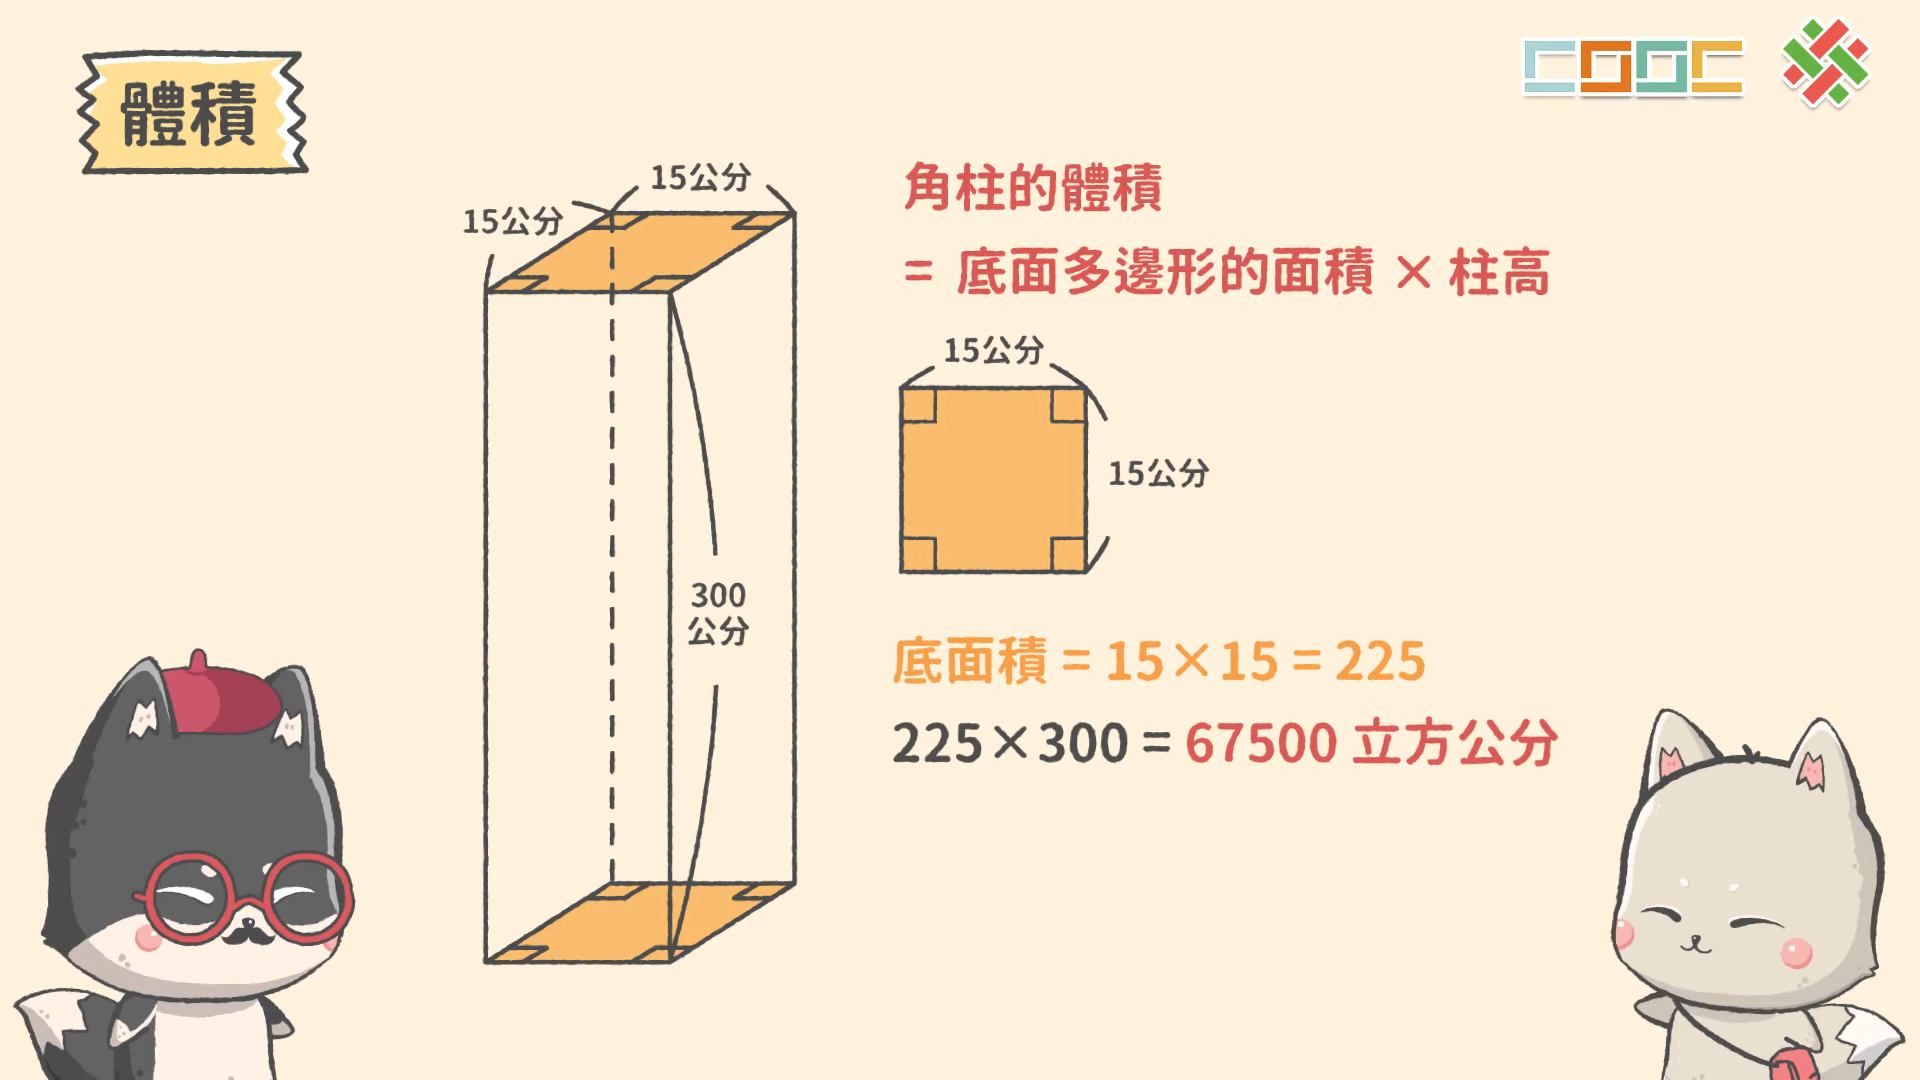 體積
COOC
15公分
15公分
300
公分
角柱的體積
= 底面多邊形的面積 × 柱高
15公分
15公分
底面積 = 15×15 = 225
225×300 = 67500 立方公分